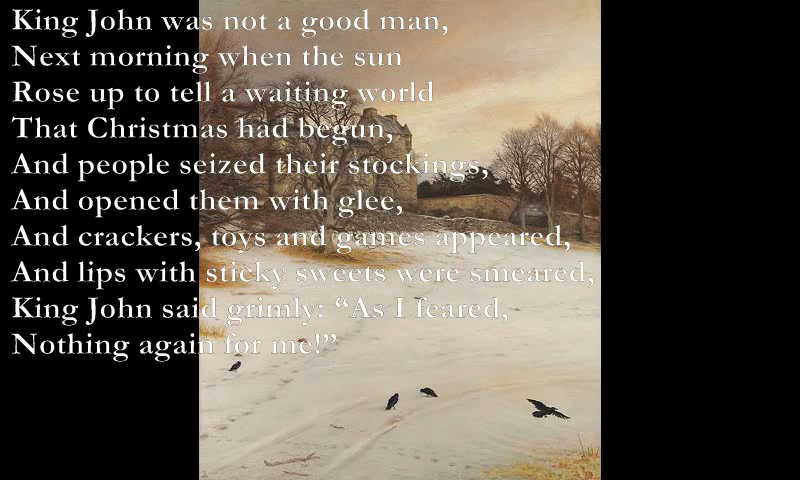 King John was not a good man,
Next morning when the sun
Rose up to tell a waiting world
That Christmas had begun,
And people seized their stockings,
And opened them with glee,
And crackers, toys and games appeared,
And lips with sticky sweets were smeared,
King John said grimly: “As I feared,
Nothing again for me!”